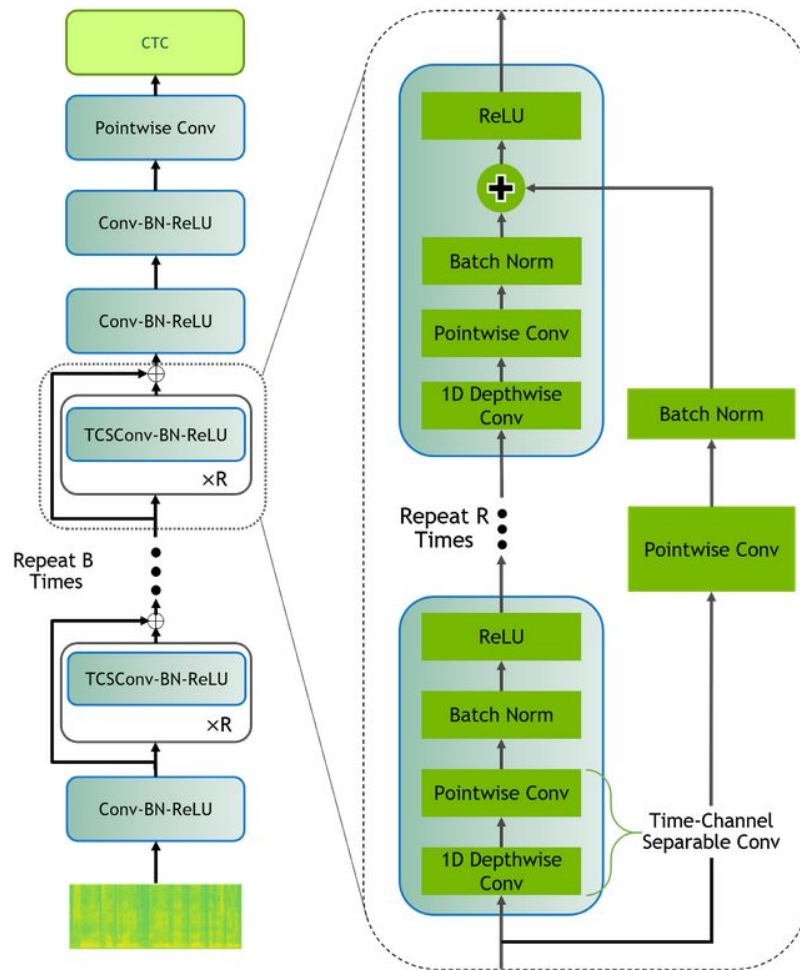 CTC
Pointwise Conv
Conv-BN-ReLU
Conv-BN-ReLU
TCSConv-BN-ReLU
×R
Repeat B
Times
TCSConv-BN-ReLU
×R
Conv-BN-ReLU
ReLU
+
Batch Norm
Pointwise Conv
1D Depthwise
Conv
Batch Norm
Pointwise Conv
Repeat R
Times
ReLU
Batch Norm
Pointwise Conv
1D Depthwise
Conv
Time-Channel
Separable Conv